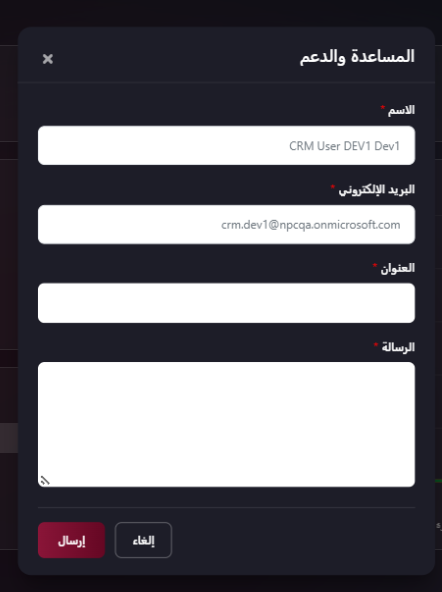 المساعدة والدعم
×
الاسم *
CRM User DEV1 Dev1
البريد الإلكتروني *
crm.dev1@npcqa.onmicrosoft.com
العنوان *
الرسالة *
إلغاء
إرسال